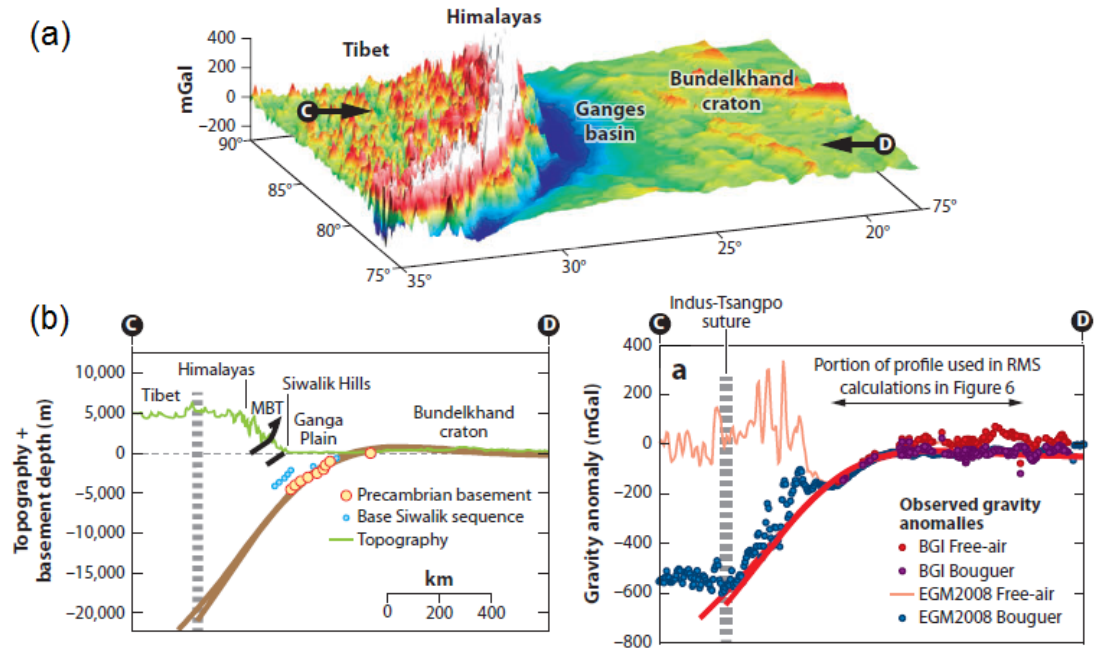 (a)
Himalayas
Tibet
Bundelkhand
craton
Ganges
basin
mGal
400
200
0
−200
C
D
90°
85°
80°
75°
35°
30°
25°
20°
75°
(b)
C
D
Topography +
basement depth (m)
10,000
5,000
0
−5,000
−10,000
−15,000
−20,000
Himalayas
Tibet
MBT
Siwalik Hills
Ganga
Plain
Bundelkhand
craton
Precambrian basement
Base Siwalik sequence
Topography
km
0 200 400
Indus-Tsangpo
suture
C
D
a
Gravity anomaly (mGal)
400
200
0
−200
−400
−600
−800
Portion of profile used in RMS
calculations in Figure 6
Observed gravity
anomalies
BGI Free-air
BGI Bouguer
EGM2008 Free-air
EGM2008 Bouguer